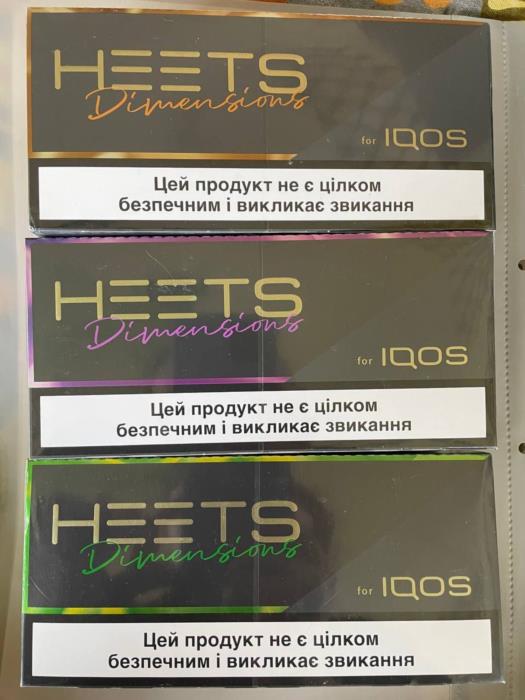 HEETS
Dimensions
for IQOS
Цей продукт не є цілком
безпечним і викликає звикання
HEETS
Dimensions
for IQOS
Цей продукт не є цілком
безпечним і викликає звикання
HEETS
Dimensions
for IQOS
Цей продукт не є цілком
безпечним і викликає звикання